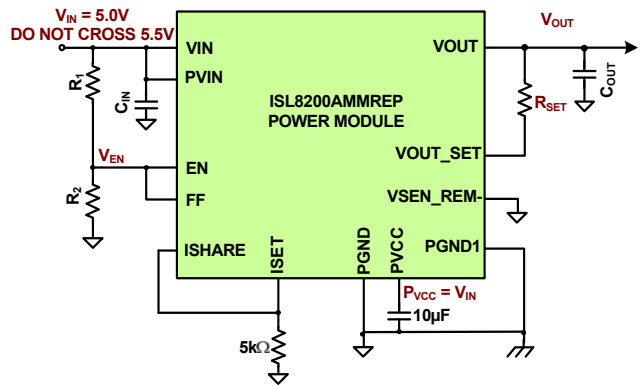 VIN = 5.0V
DO NOT CROSS 5.5V
VIN
PVIN
R1
CIN
ISL8200AMMREP
POWER MODULE
VOUT
VOUT
COUT
RSET
VOUT_SET
VEN
EN
FF
R2
VSEN_REM-
ISHARE
ISET
PGND
PVCC
PGND1
PVCC = VIN
10µF
5kΩ